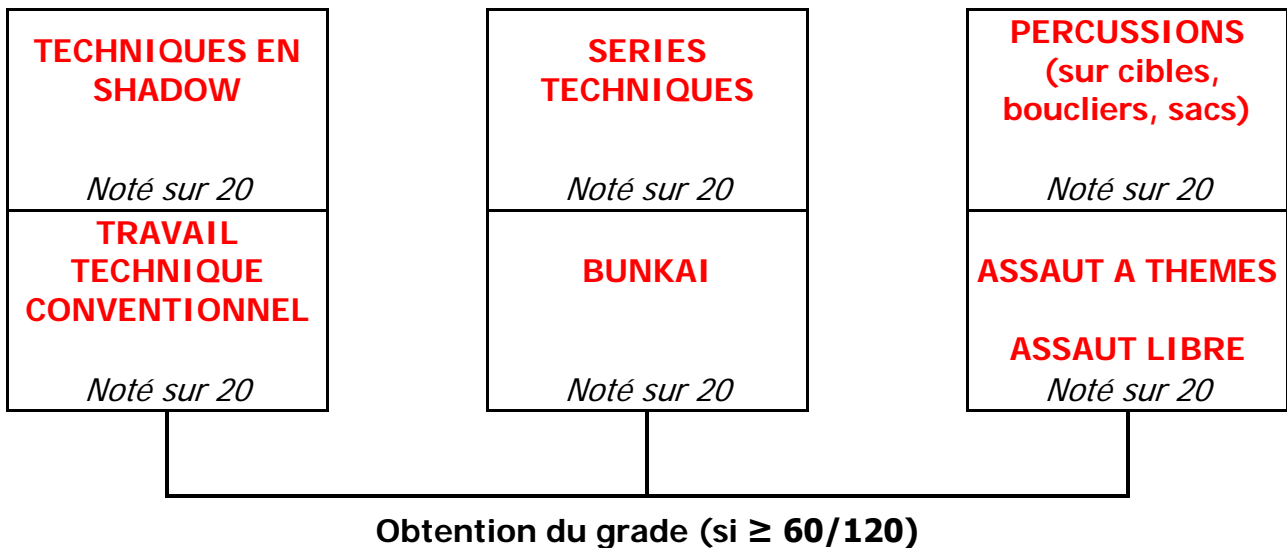 TECHNIQUES EN
SHADOW
Noté sur 20
TRAVAIL
TECHNIQUE
CONVENTIONNEL
Noté sur 20
SERIES
TECHNIQUES
Noté sur 20
BUNKAI
Noté sur 20
PERCUSSIONS
(sur cibles,
boucliers, sacs)
Noté sur 20
ASSAUT A THEMES
ASSAUT LIBRE
Noté sur 20
Obtention du grade (si ≥ 60/120)